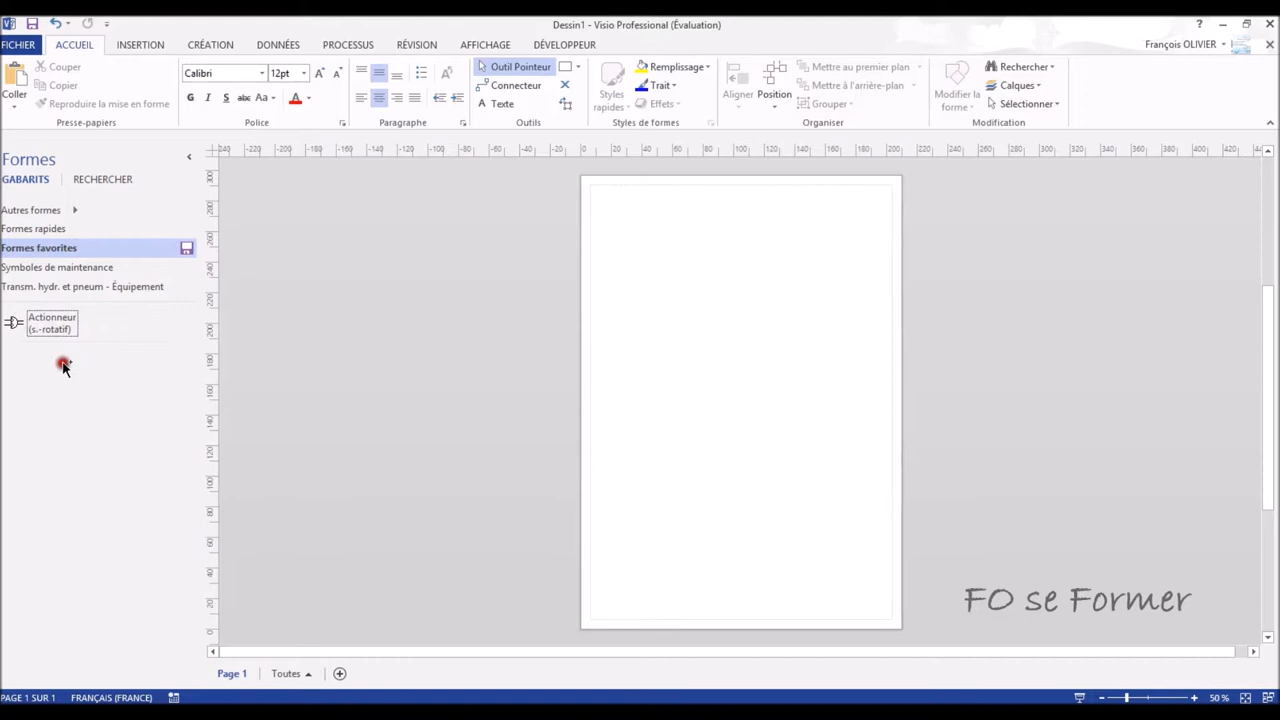 Dessin1 - Visio Professional (Évaluation)
FICHIER ACCUEIL INSERTION CRÉATION DONNÉES PROCESSUS RÉVISION AFFICHAGE DÉVELOPPEUR François OLIVIER
Coller
Couper
Copier
Reproduire la mise en forme
Presse-papiers
Calibri 12pt
G I S abc Aa A
Police
Paragraphe
Outil Pointeur
Connecteur
A Texte
Outils
Styles rapides
Remplissage
Trait
Effets
Styles de formes
Aligner Position
Mettre au premier plan
Mettre à l'arrière-plan
Grouper
Organiser
Modifier la forme
Rechercher
Calques
Sélectionner
Modification
Formes
GABARITS RECHERCHER
Autres formes
Formes rapides
Formes favorites
Symboles de maintenance
Transm. hydr. et pneum - Équipement
Actionneur
(s.-rotatif)
FO se Former
Page 1 Toutes
PAGE 1 SUR 1 FRANÇAIS (FRANCE) 50 %